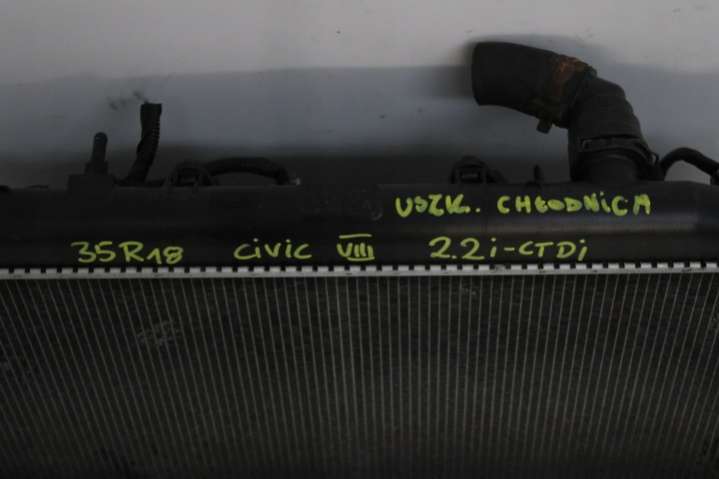 USZK. CHŁODNICA
35R18 CiViC VIII 2.2i-CTDi